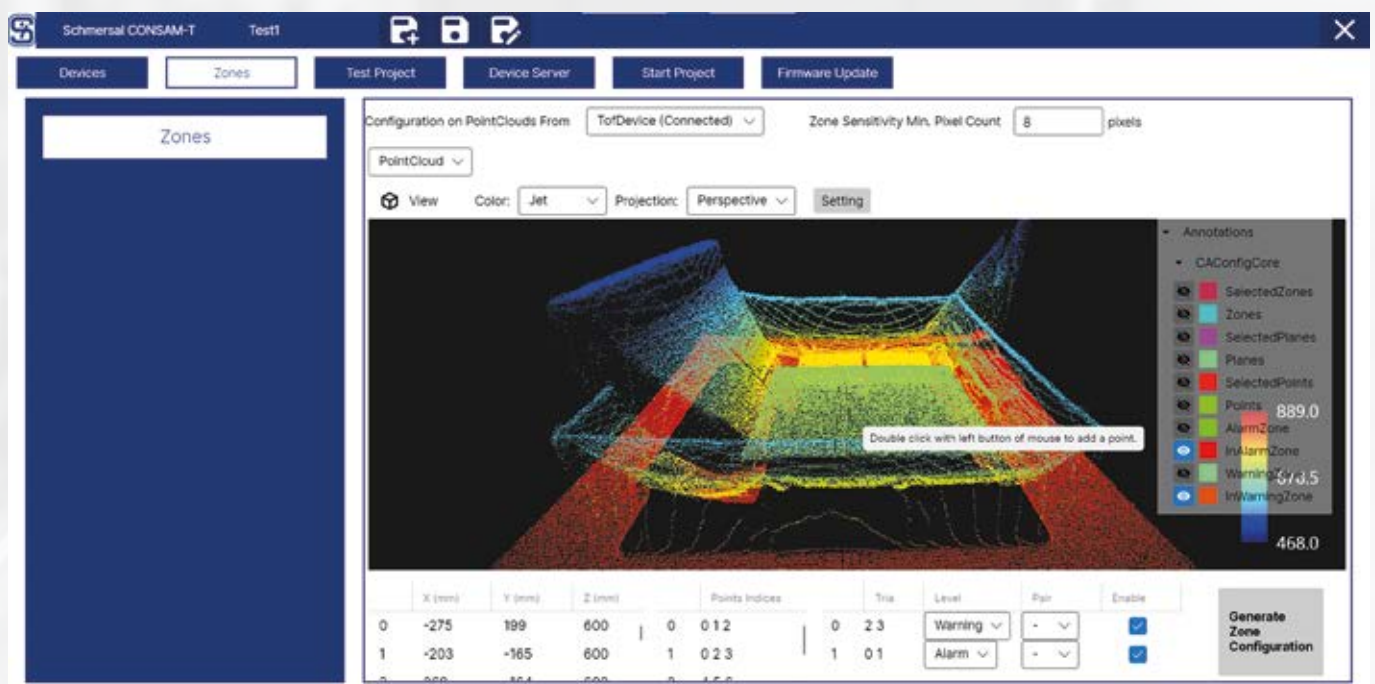 Schmersal CONSAM-T Test1
Devices Zones Test Project Device Server Start Project Firmware Update
Zones
Configuration on PointClouds From TofDevice (Connected) Zone Sensitivity Min. Pixel Count 8 pixels
PointCloud
View Color: Jet Projection: Perspective Setting
Annotations
CAConfigCore
SelectedZones
Zones
SelectedPlanes
Planes
SelectedPoints
Points 889.0
AlarmZone
Double click with left button of mouse to add a point.
InAlarmZone
InWarningZone
468.0
X (mm) Y (mm) Z (mm) Points Indices Tria Level Pair Enable
0 -275 199 600 0 0 1 2 0 2 3 Warning -
1 -203 -165 600 1 0 2 3 1 0 1 Alarm -
Generate
Zone
Configuration